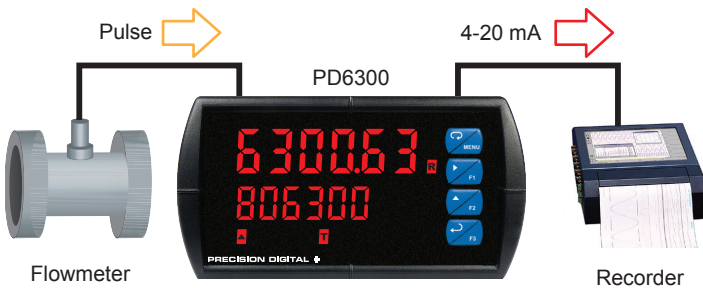 Pulse
4-20 mA
PD6300
6300.63
R
MENU
F1
806300
F2
T
F3
PRECISION DIGITAL
Flowmeter
Recorder